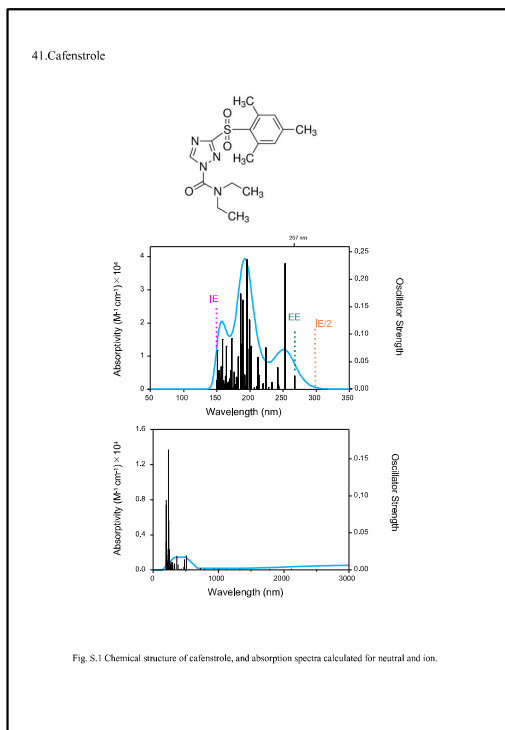 41.Cafenstrole
CH₃
O
N
S
CH₃
N
O
N
CH₃
O
N
CH₃
CH₃
267 nm
4
3
2
1
0
0.25
0.20
0.15
0.10
0.05
0.00
IE
EE
IE/2
Absorptivity (M⁻¹ cm⁻¹) × 10⁴
Oscillator Strength
50 100 150 200 250 300 350
Wavelength (nm)
1.6
1.2
0.8
0.4
0.0
0.15
0.10
0.05
0.00
Absorptivity (M⁻¹ cm⁻¹) × 10⁴
Oscillator Strength
0 1000 2000 3000
Wavelength (nm)
Fig. S.1 Chemical structure of cafenstrole, and absorption spectra calculated for neutral and ion.